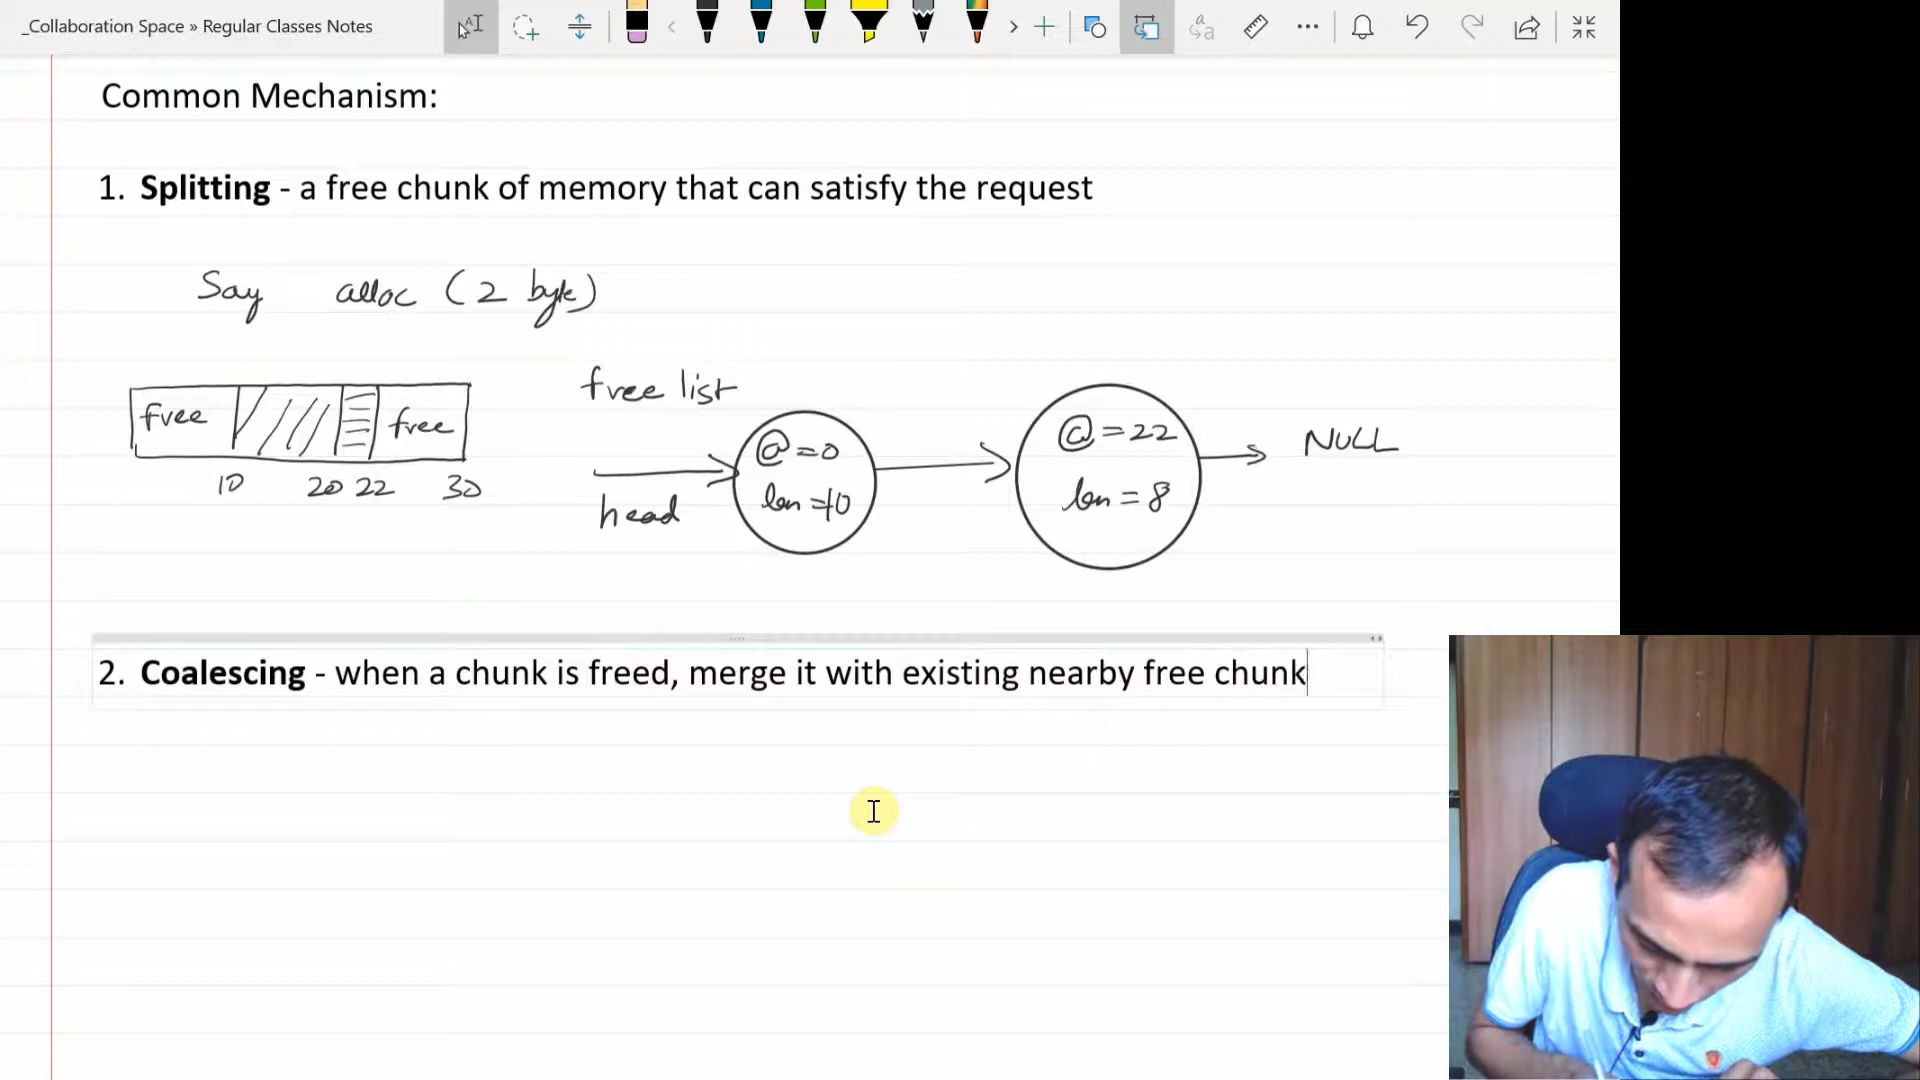 _Collaboration Space » Regular Classes Notes
Common Mechanism:
1. Splitting - a free chunk of memory that can satisfy the request
Say alloc (2 byte)
free list
free free
10 20 22 30
head
@=0
len=10
@=22
len=8
NULL
2. Coalescing - when a chunk is freed, merge it with existing nearby free chunk